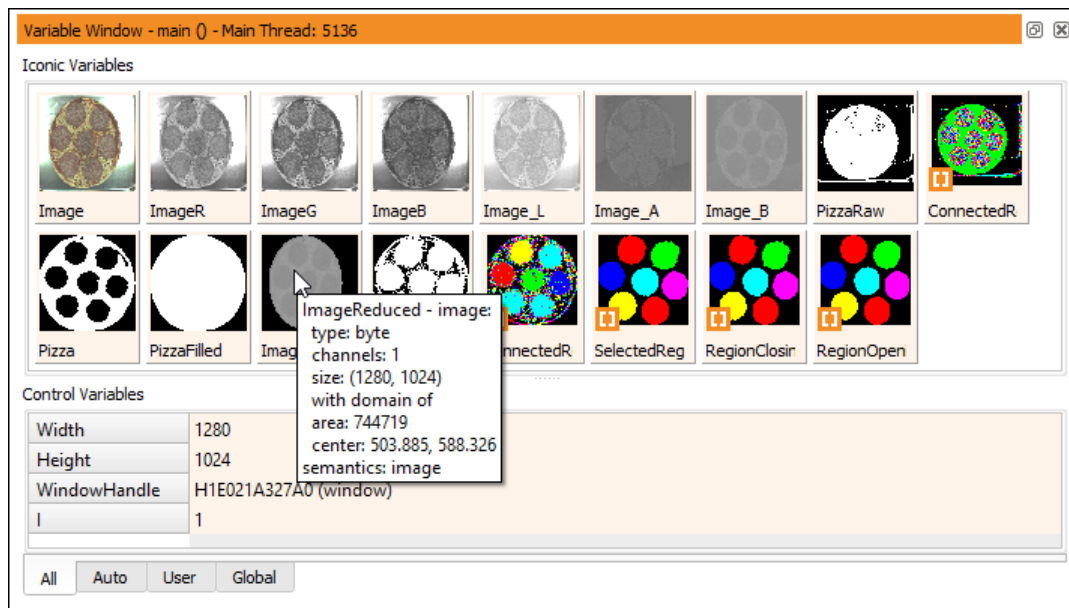 Variable Window - main () - Main Thread: 5136
Iconic Variables
Image ImageR ImageG ImageB Image_L Image_A Image_B PizzaRaw ConnectedR
Pizza PizzaFilled Imag nnectedR SelectedReg RegionClosin RegionOpen
ImageReduced - image:
type: byte
channels: 1
size: (1280, 1024)
with domain of
area: 744719
center: 503.885, 588.326
semantics: image
Control Variables
Width 1280
Height 1024
WindowHandle H1E021A327A0 (window)
I 1
All Auto User Global